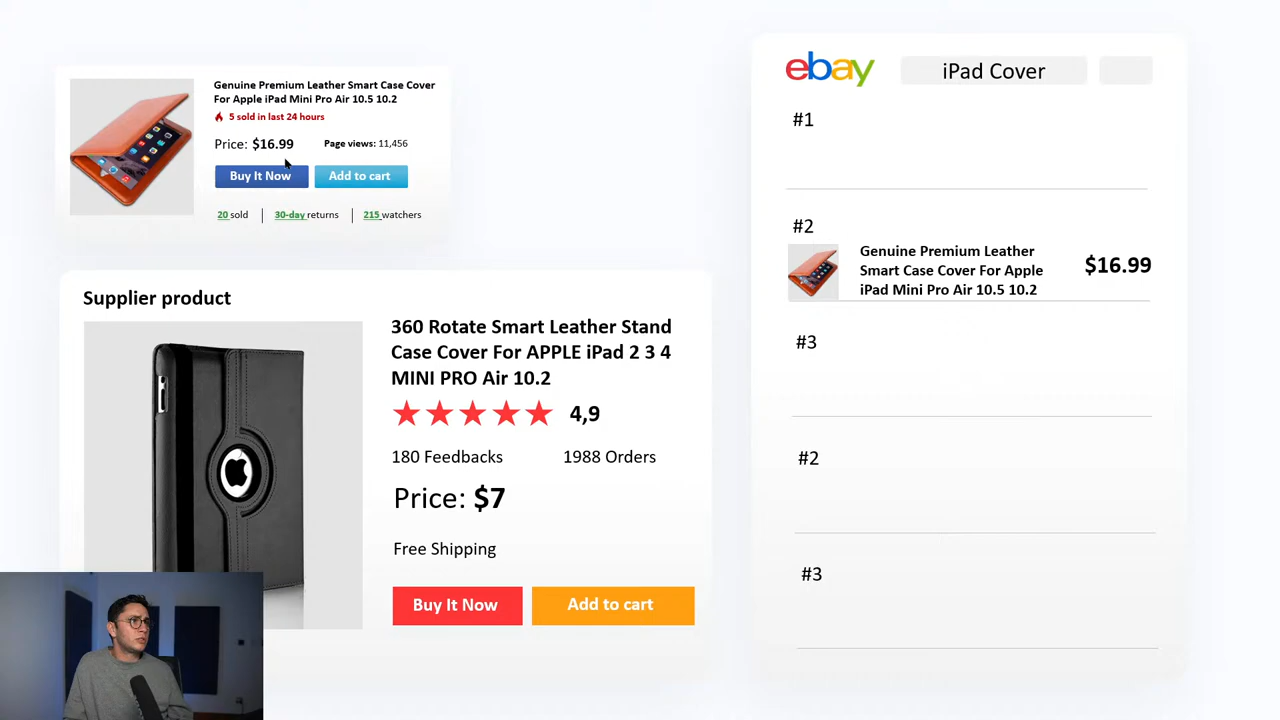 Genuine Premium Leather Smart Case Cover
For Apple iPad Mini Pro Air 10.5 10.2
5 sold in last 24 hours
Price: $16.99
Page views: 11,456
Buy It Now
Add to cart
20 sold
30-day returns
215 watchers
Supplier product
360 Rotate Smart Leather Stand
Case Cover For APPLE iPad 2 3 4
MINI PRO Air 10.2
4,9
180 Feedbacks
1988 Orders
Price: $7
Free Shipping
Buy It Now
Add to cart
ebay
iPad Cover
#1
#2
Genuine Premium Leather
Smart Case Cover For Apple
iPad Mini Pro Air 10.5 10.2
$16.99
#3
#2
#3